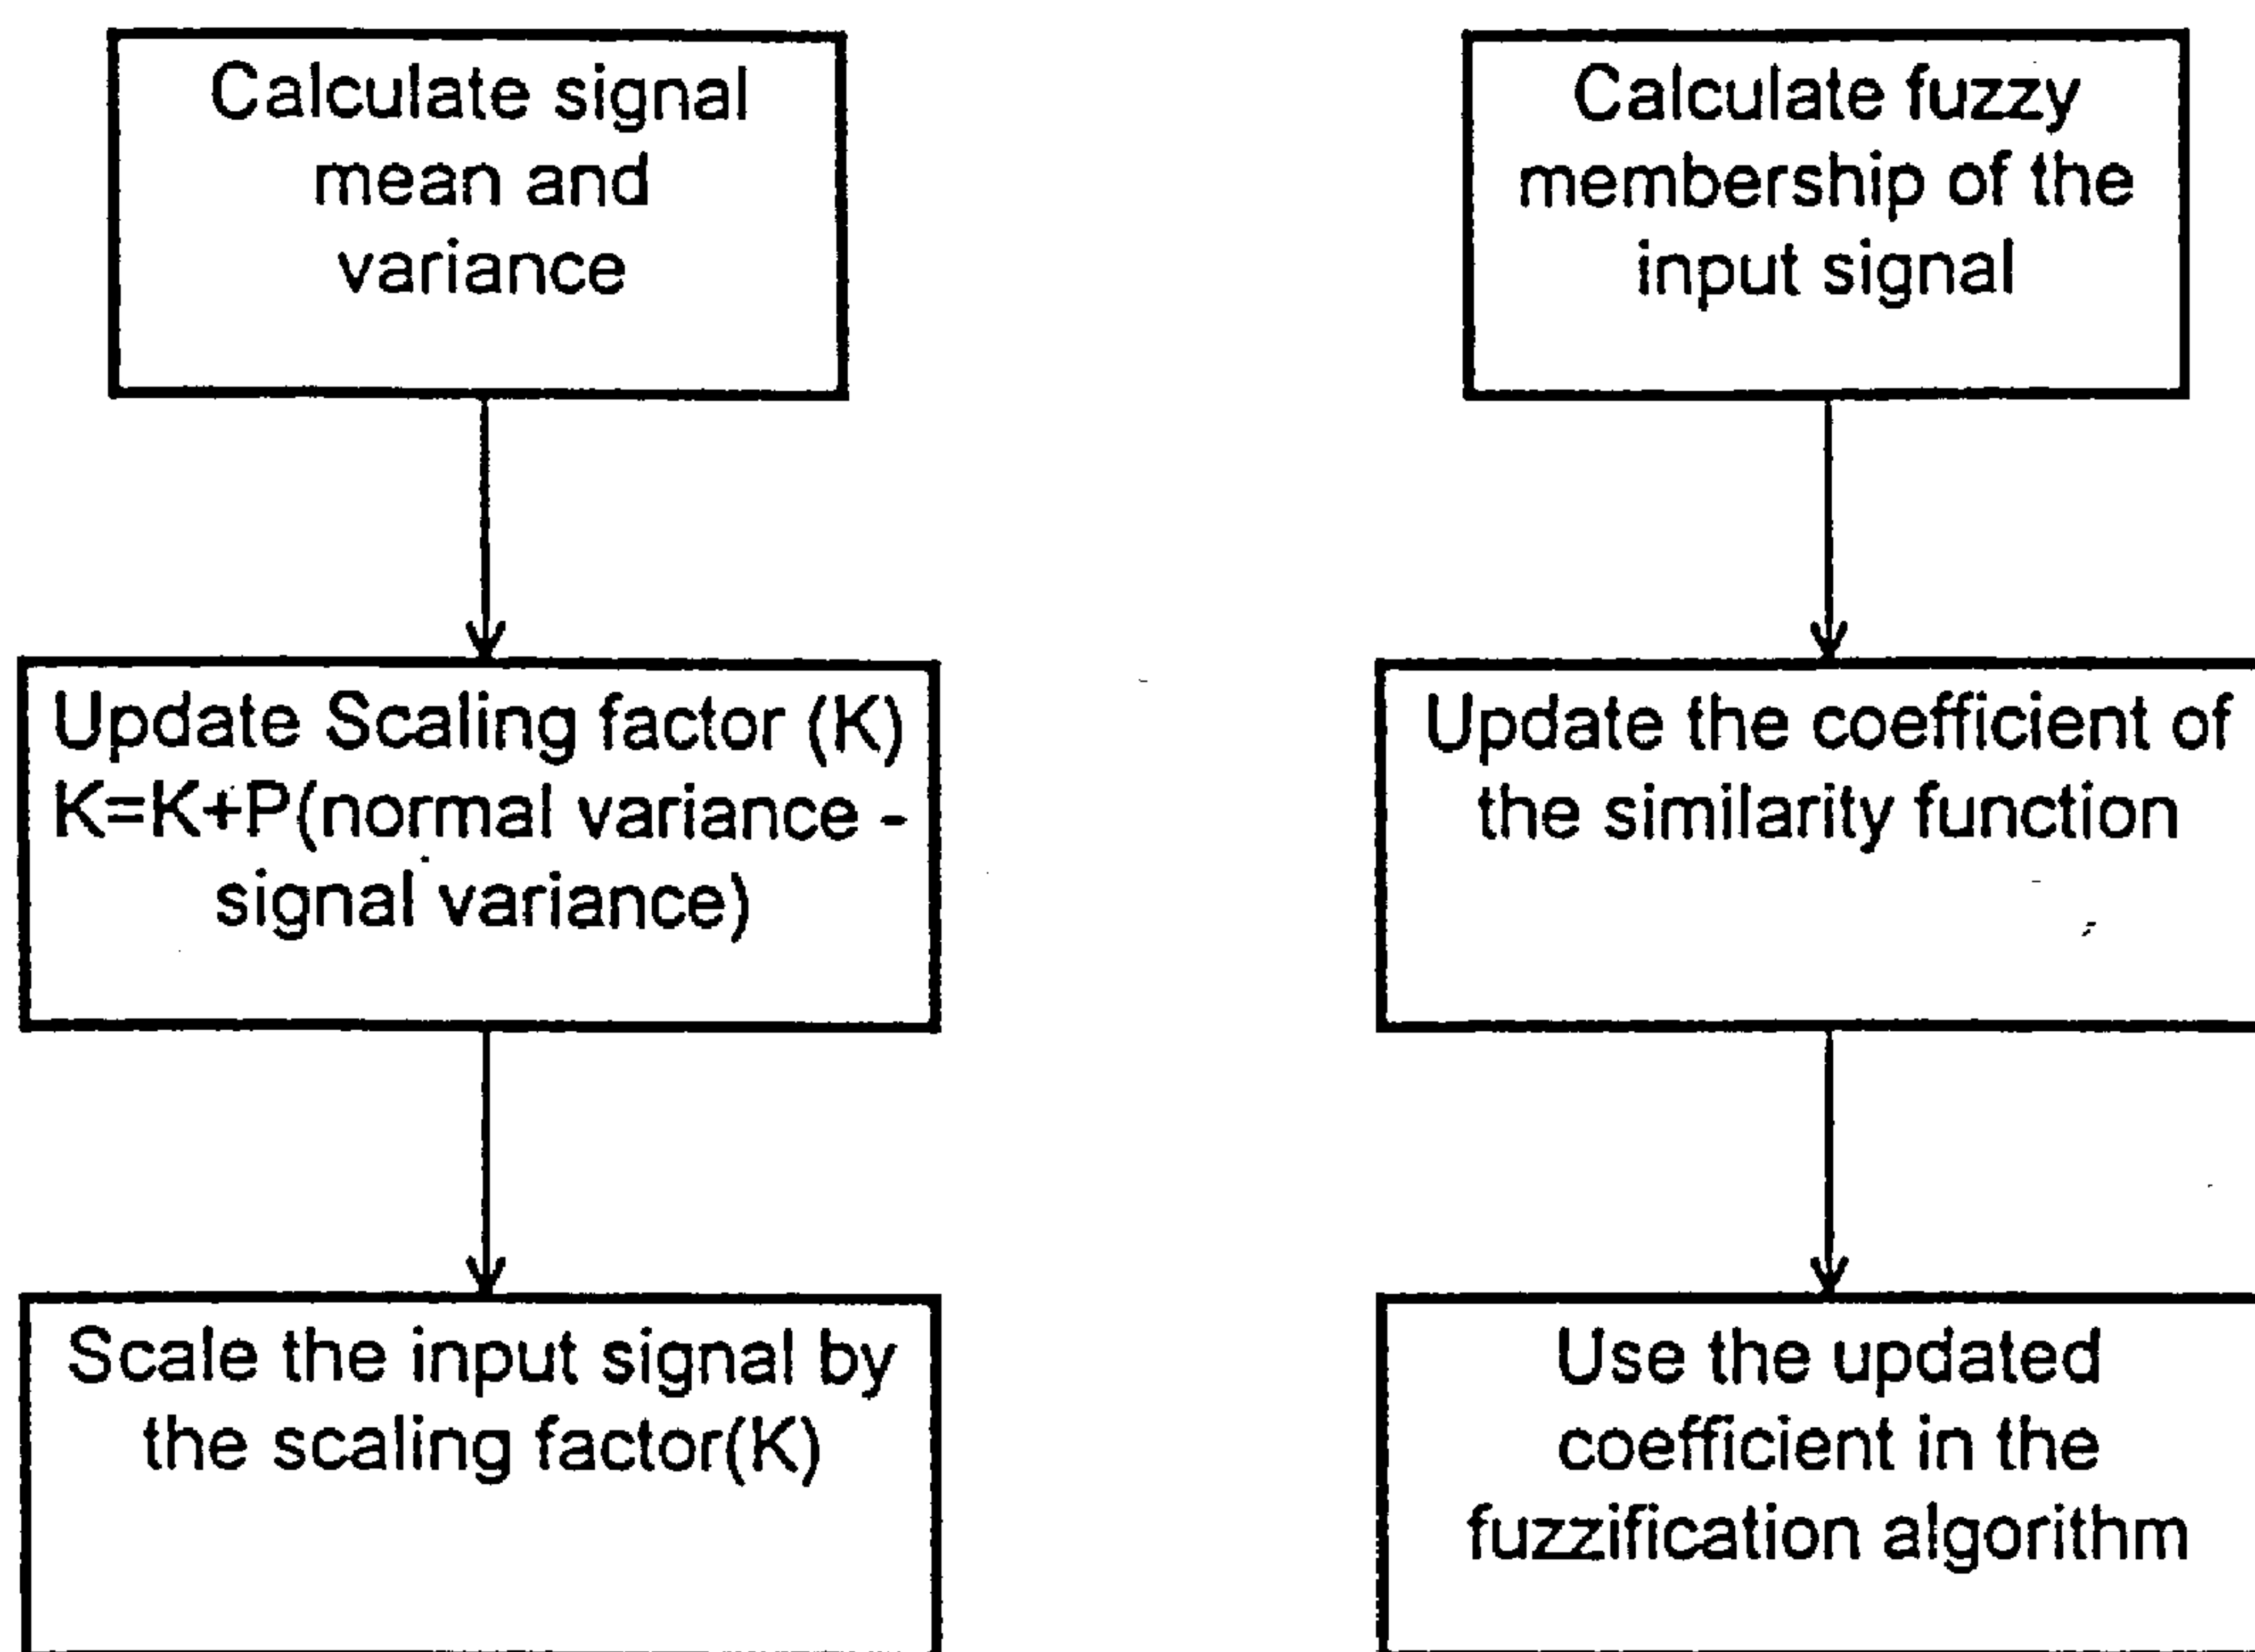 Calculate signal
mean and
variance
Update Scaling factor (K)
K=K+P(normal variance -
signal variance)
Scale the input signal by
the scaling factor(K)
Calculate fuzzy
membership of the
input signal
Update the coefficient of
the similarity function
Use the updated
coefficient in the
fuzzification algorithm